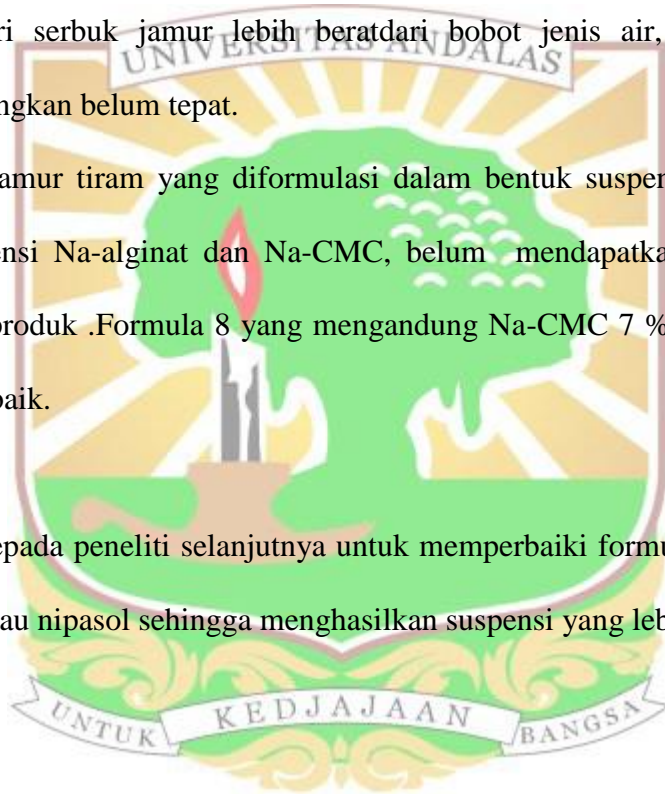 ri serbuk jamur lebih beratdari bobot jenis air,
UNIVERSITAS ANDALAS
ngkan belum tepat.
amur tiram yang diformulasi dalam bentuk suspen
ensi Na-alginat dan Na-CMC, belum mendapatka
produk .Formula 8 yang mengandung Na-CMC 7 %
baik.
epada peneliti selanjutnya untuk memperbaiki formu
au nipasol sehingga menghasilkan suspensi yang leb
UNTUK KEDJAJAAN BANGSA